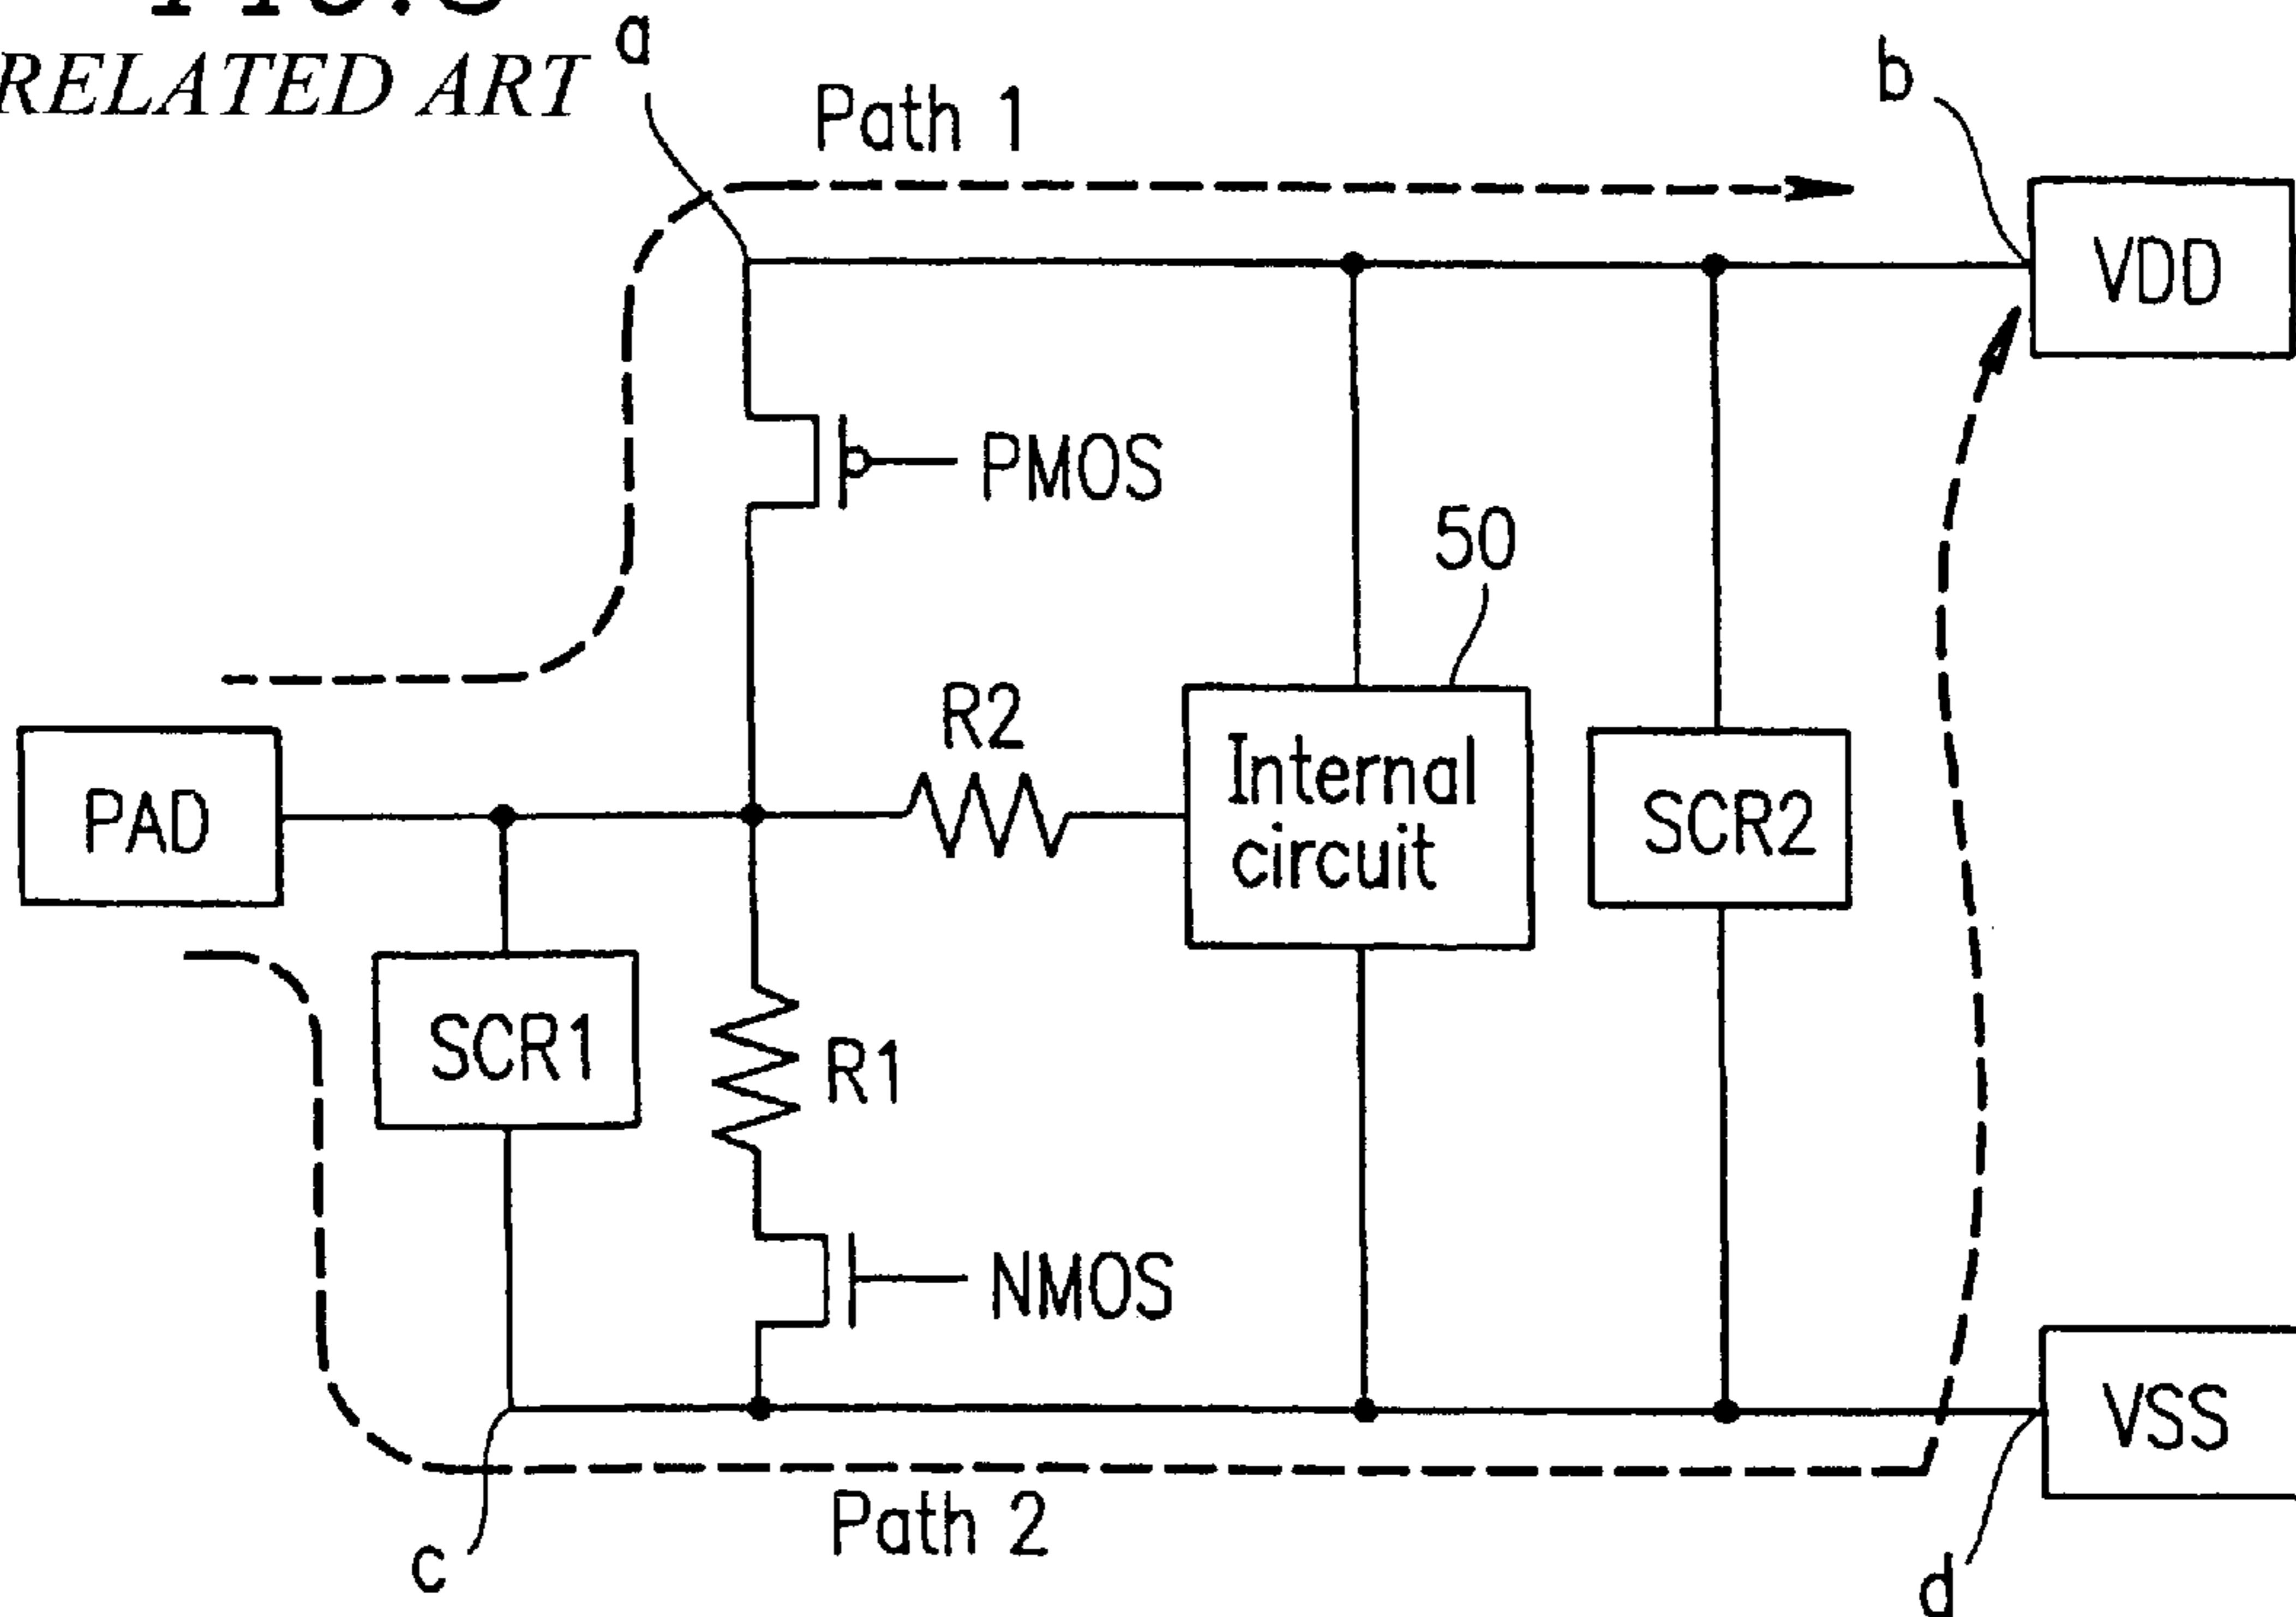 RELATED ART
a
b
Path 1
VDD
PMOS
50
R2
PAD
Internal
circuit
SCR2
SCR1
R1
NMOS
VSS
Path 2
c
d